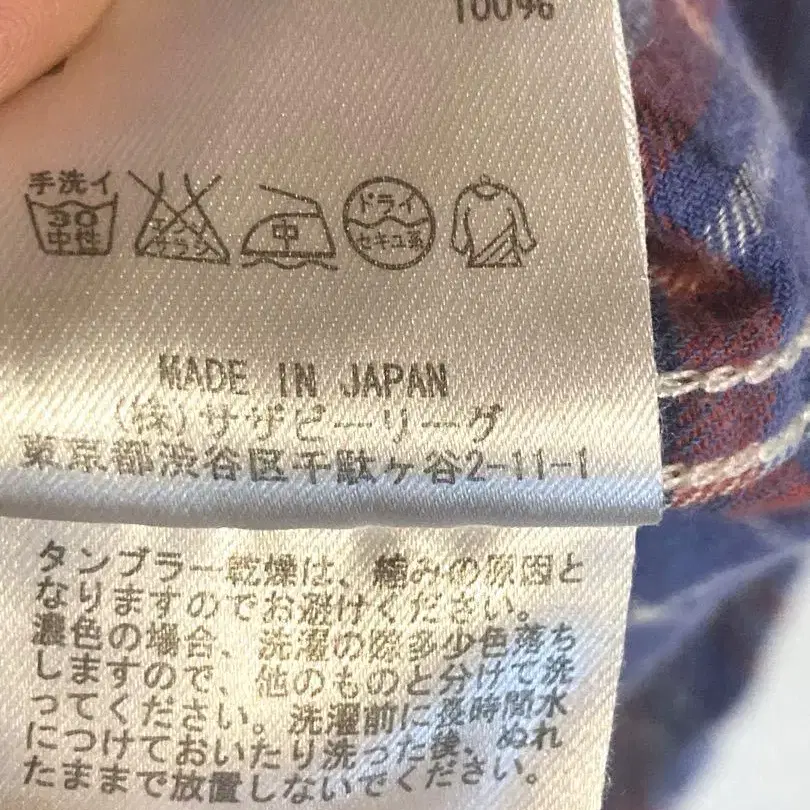 100%
手洗イ
30
中性
エンソ
サラシ
中
ドライ
セキユ系
MADE IN JAPAN
(株)サザビーリーグ
東京都渋谷区千駄ヶ谷2-11-1
タンブラー乾燥は、縮みの原因と
なりますのでお避けください。
濃色の場合、洗濯の際多少色落ち
しますので、他のものと分けて洗
ってください。洗濯前に長時間水
につけておいたり洗った後、ぬれ
たままで放置しないでください。